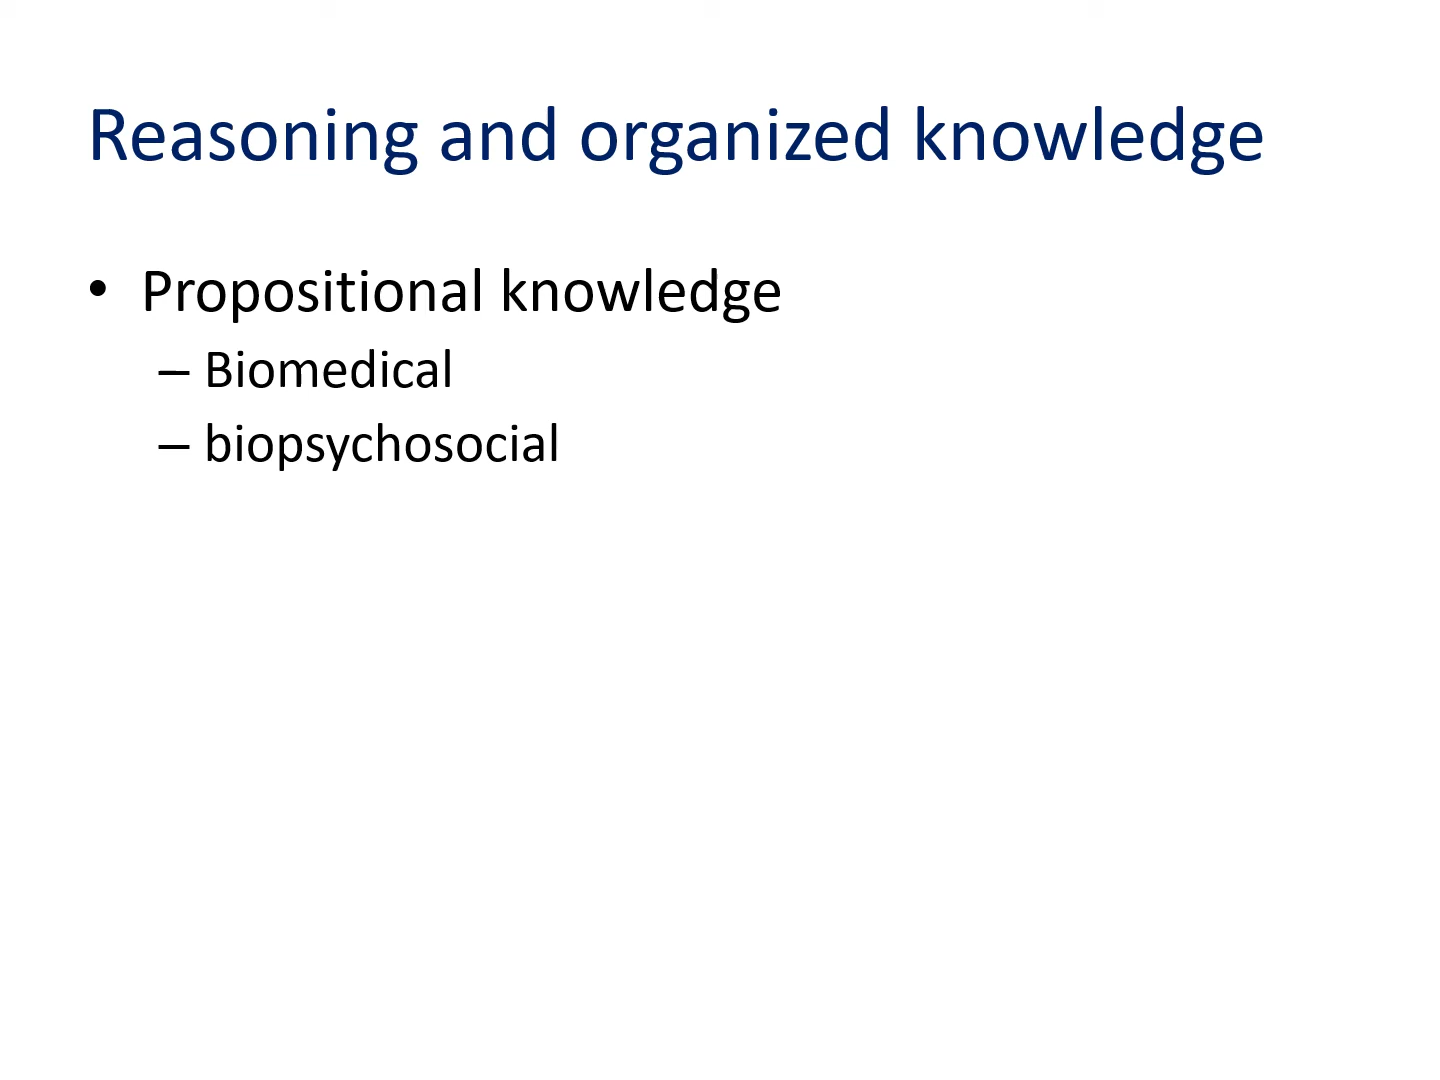 Reasoning and organized knowledge
• Propositional knowledge
– Biomedical
– biopsychosocial